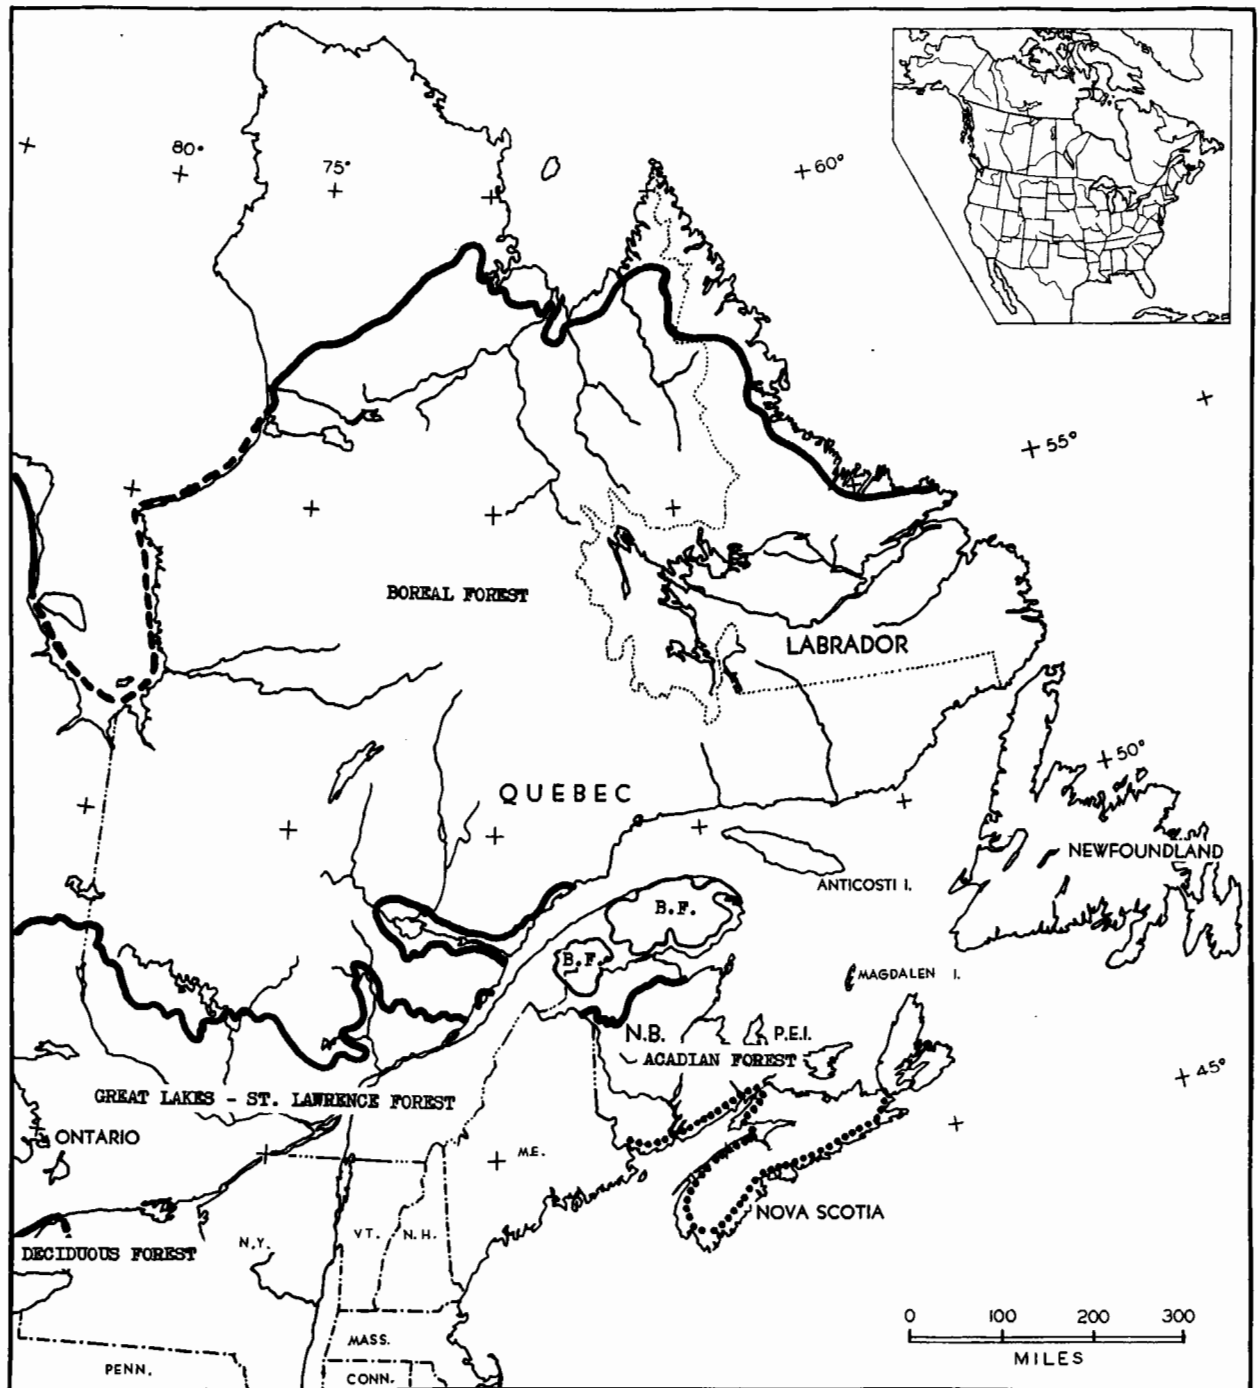 80°
75°
60°
55°
BOREAL FOREST
LABRADOR
50°
QUEBEC
NEWFOUNDLAND
ANTICOSTI I.
B.F.
B.F.
MAGDALEN I.
N.B.
P.E.I.
ACADIAN FOREST
45°
GREAT LAKES - ST. LAWRENCE FOREST
ONTARIO
M.E.
NOVA SCOTIA
VT.
N.H.
N.Y.
DECIDUOUS FOREST
0 100 200 300
MILES
MASS.
PENN.
CONN.